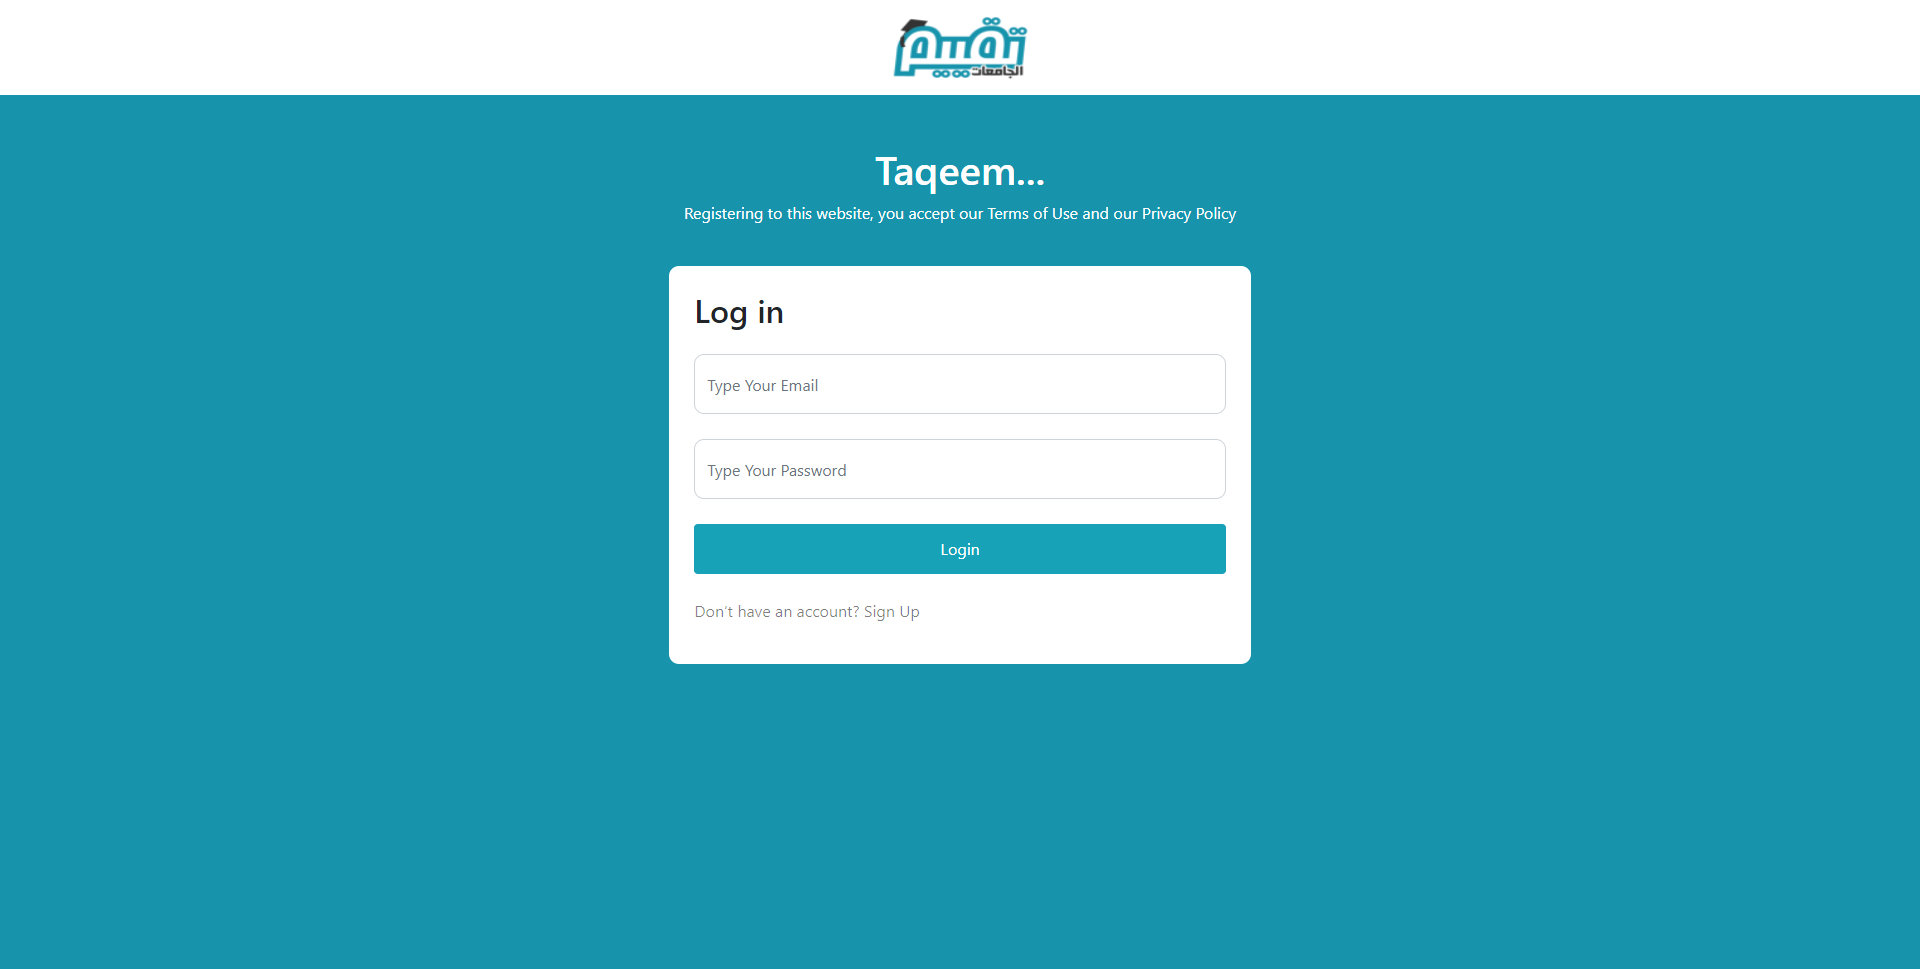 تقييم
الجامعات
Taqeem...
Registering to this website, you accept our Terms of Use and our Privacy Policy
Log in
Type Your Email
Type Your Password
Login
Don't have an account? Sign Up